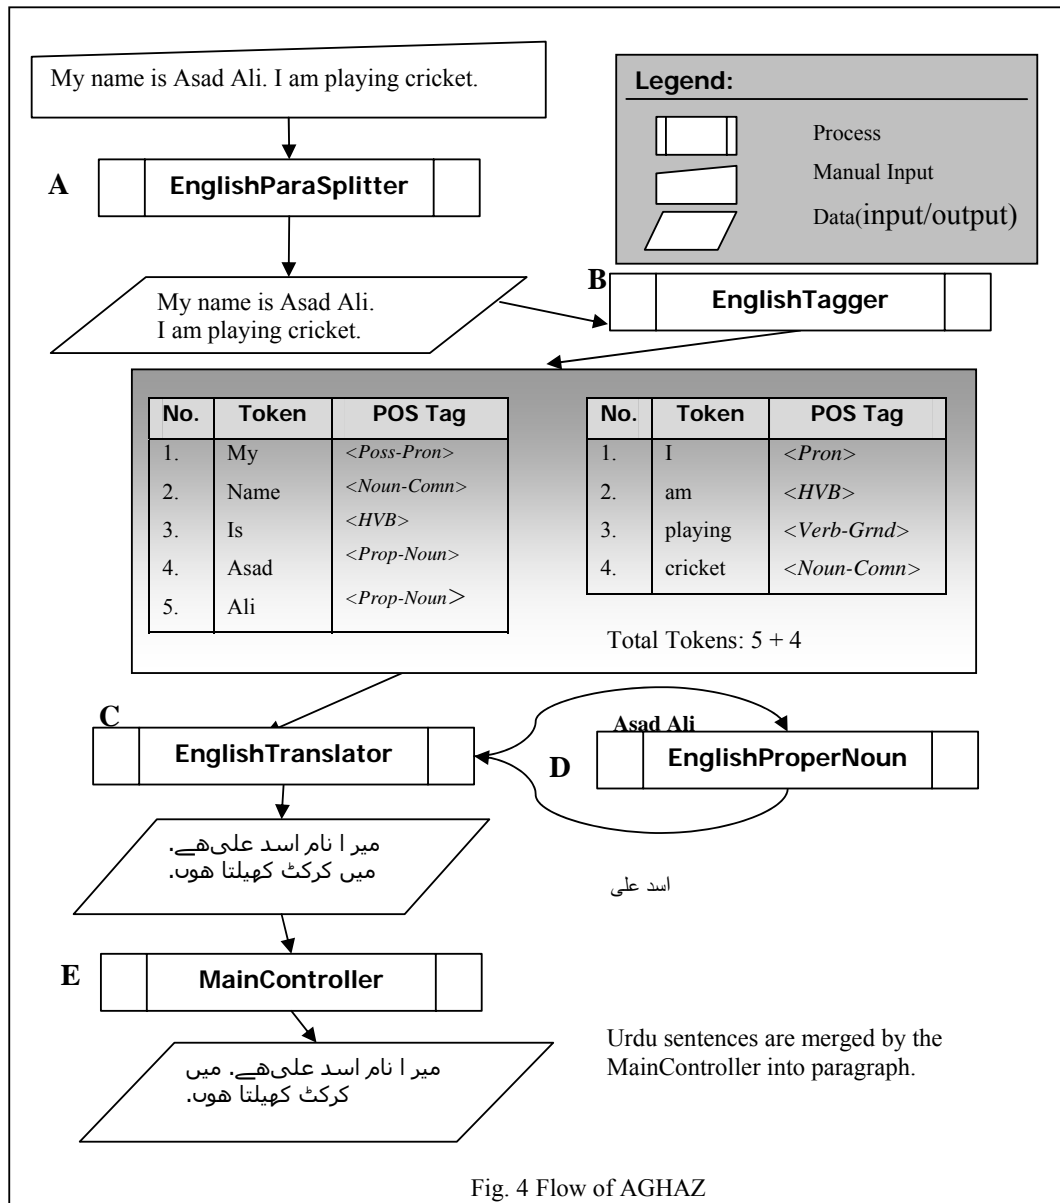 My name is Asad Ali. I am playing cricket.
Legend:
Process
Manual Input
Data(input/output)
A
EnglishParaSplitter
My name is Asad Ali.
I am playing cricket.
B
EnglishTagger
No. Token POS Tag
1. My <Poss-Pron>
2. Name <Noun-Comn>
3. Is <HVB>
4. Asad <Prop-Noun>
5. Ali <Prop-Noun>
No. Token POS Tag
1. I <Pron>
2. am <HVB>
3. playing <Verb-Grnd>
4. cricket <Noun-Comn>
Total Tokens: 5 + 4
C
EnglishTranslator
Asad Ali
D
EnglishProperNoun
میر ا نام اسد علی‌ھے.
میں کرکٹ کھیلتا ھوں.
اسد علی
E
MainController
Urdu sentences are merged by the
MainController into paragraph.
میر ا نام اسد علی‌ھے. میں
کرکٹ کھیلتا ھوں.
Fig. 4 Flow of AGHAZ